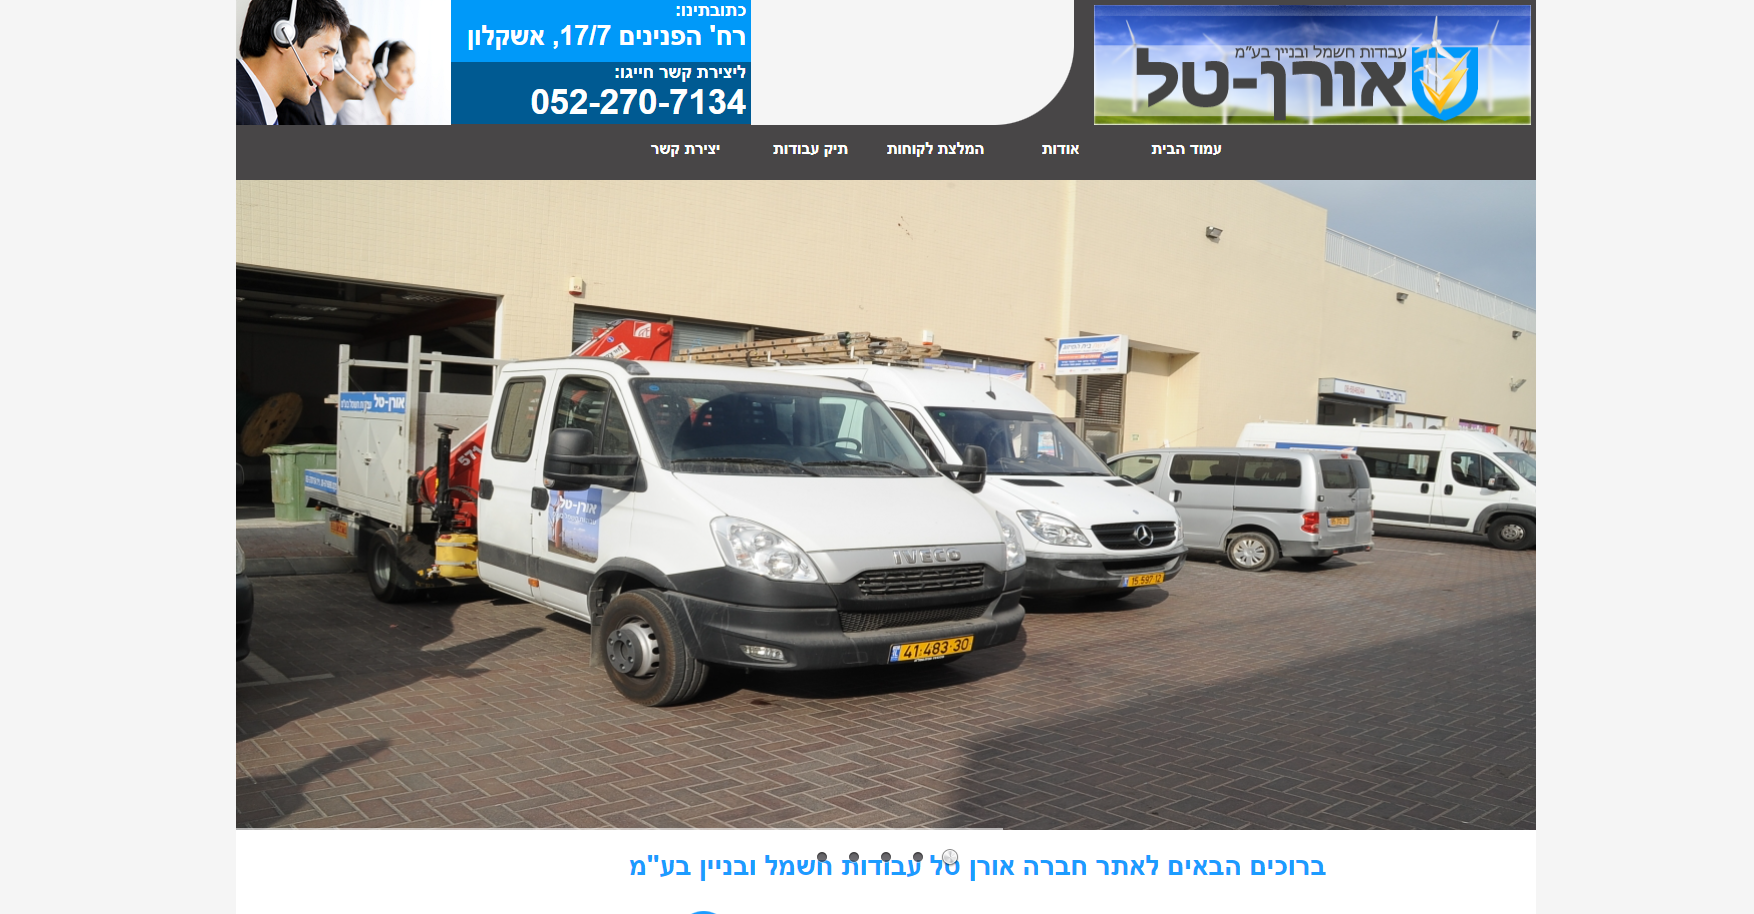 כתובתינו:
רח' הפנינים 17/7, אשקלון
ליצירת קשר חייגו:
052-270-7134
עבודות חשמל ובניין בע"מ
אורן-טל
עמוד הבית
אודות
המלצת לקוחות
תיק עבודות
יצירת קשר
אורן-טל
571
אורן-טל
IVECO
41-483-30
15 597 12
ברוכים הבאים לאתר חברה אורן טל עבודות חשמל ובניין בע"מ